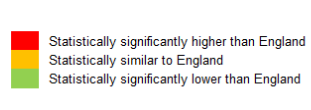 Statistically significantly higher than England
Statistically similar to England
Statistically significantly lower than England